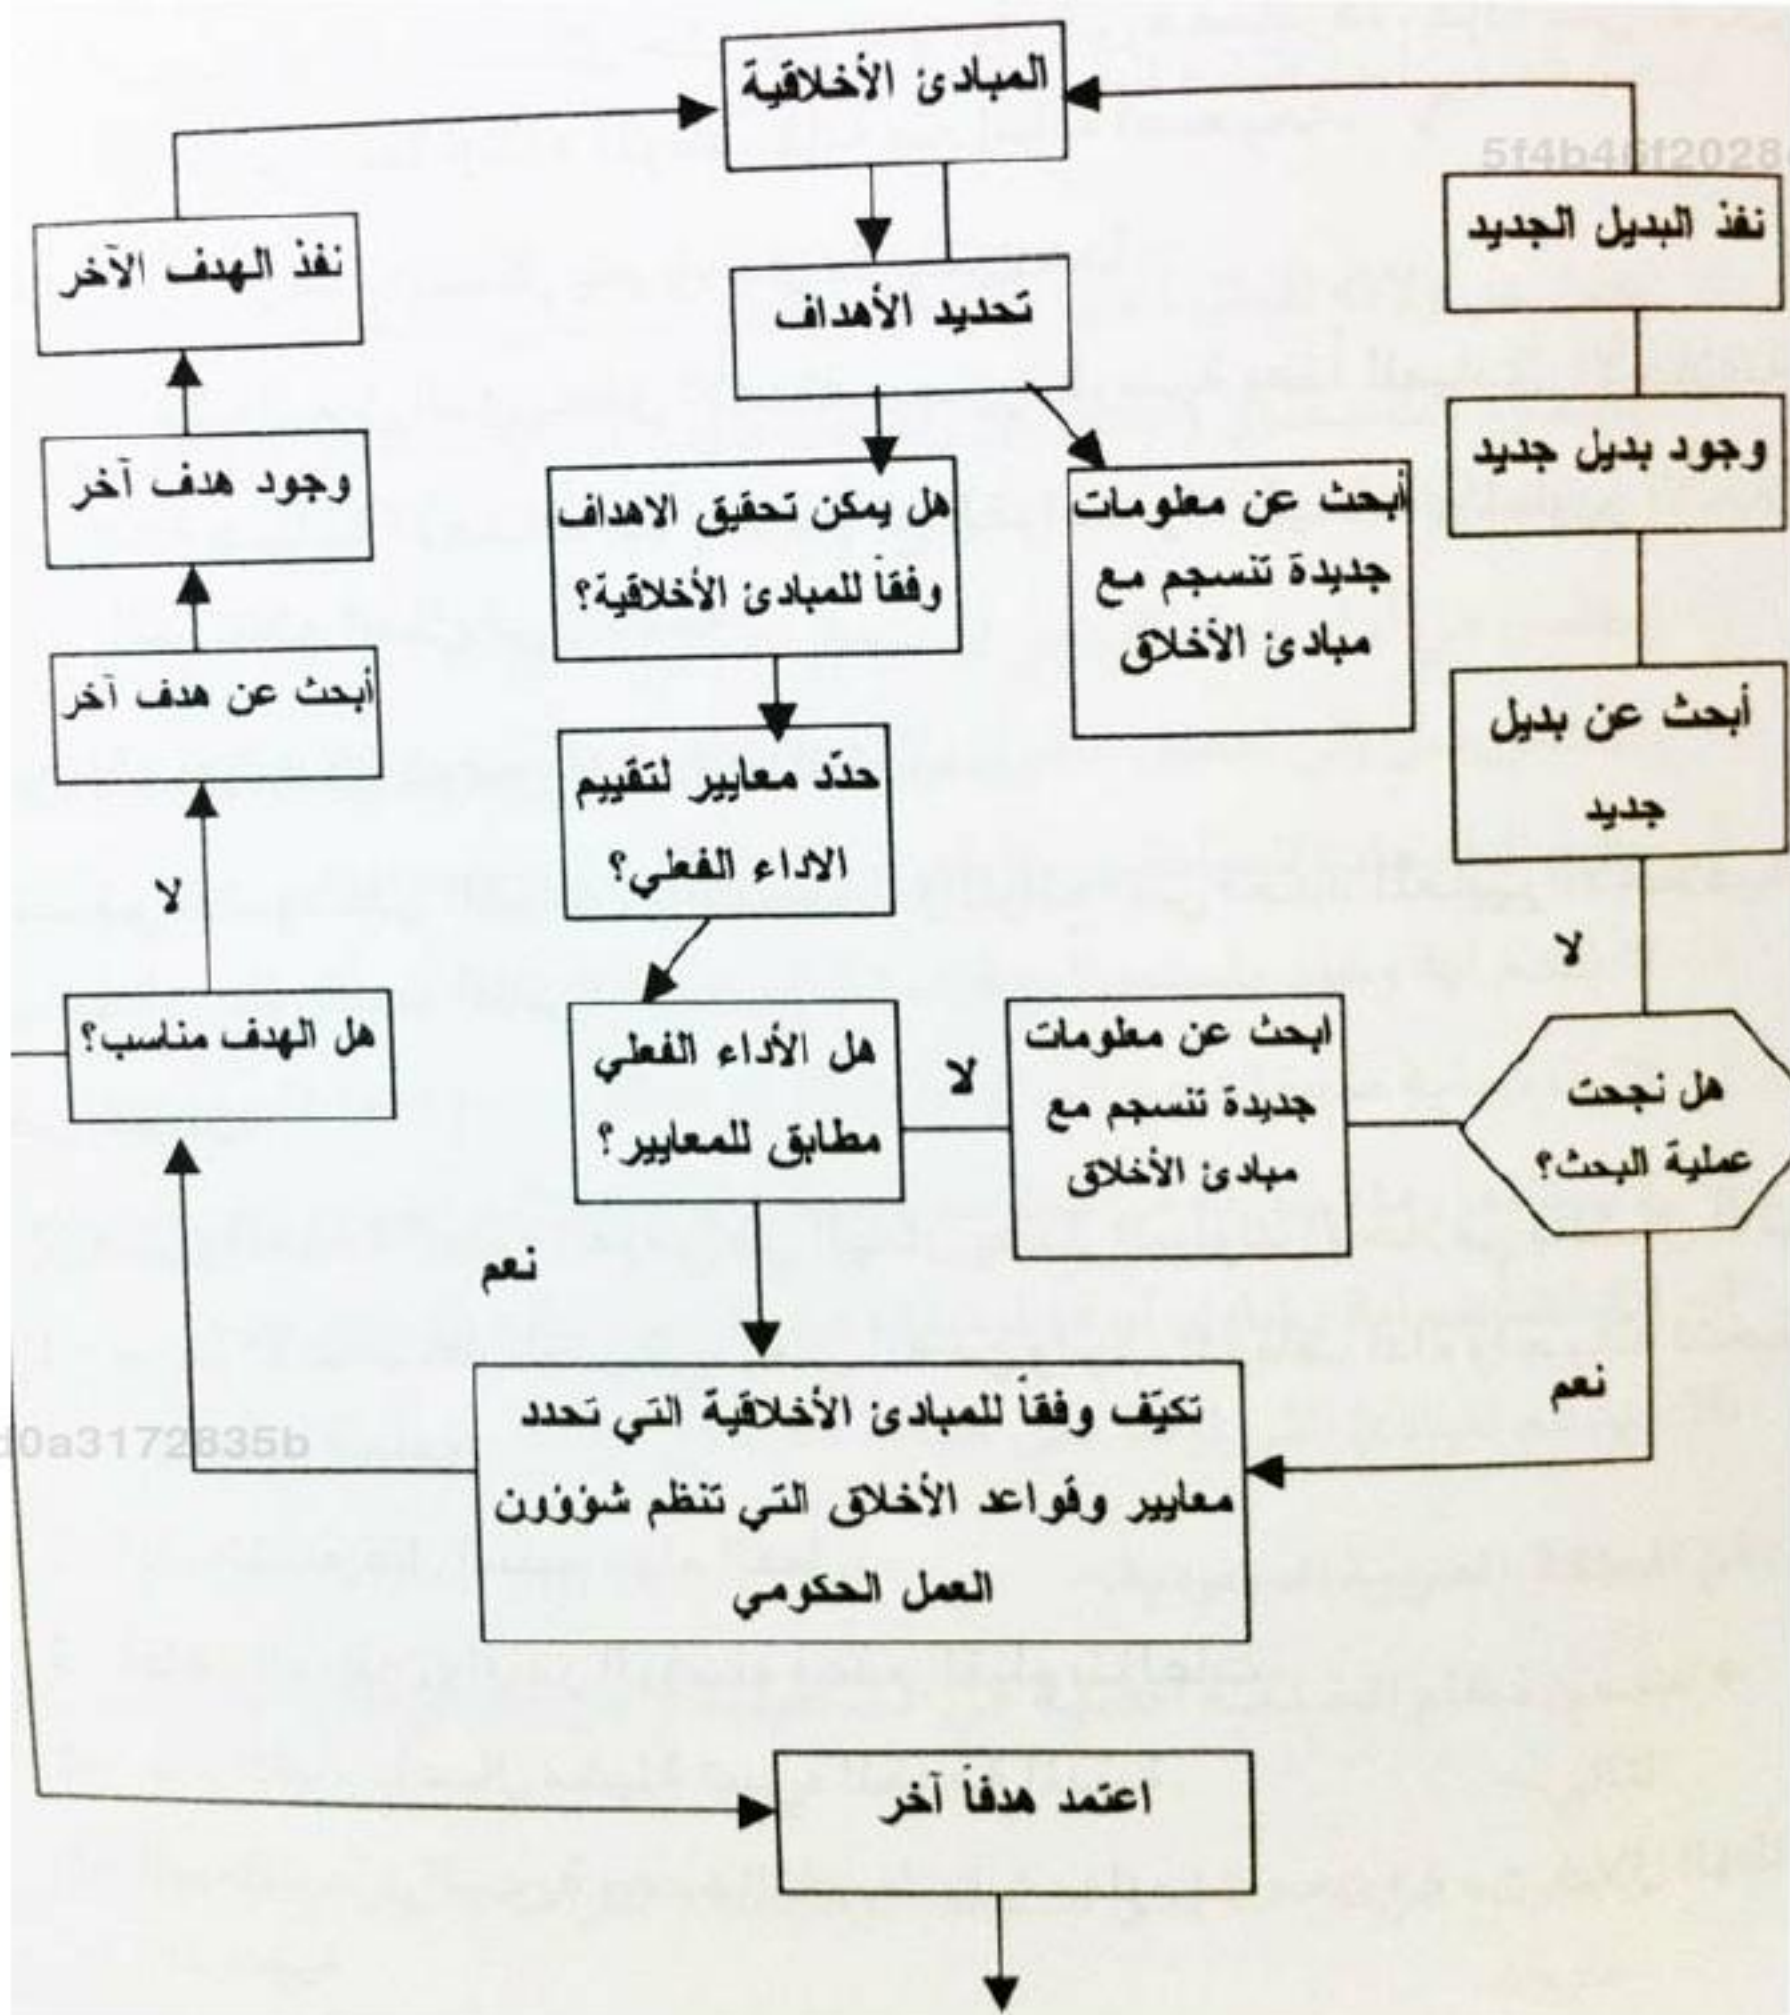 المبادئ الأخلاقية
5f4b46f2028
نفذ البديل الجديد
نفذ الهدف الآخر
تحديد الأهداف
وجود بديل جديد
وجود هدف آخر
أبحث عن معلومات
جديدة تنسجم مع
مبادئ الأخلاق
هل يمكن تحقيق الاهداف
وفقاً للمبادئ الأخلاقية؟
أبحث عن بديل
جديد
أبحث عن هدف آخر
حدّد معايير لتقييم
الاداء الفعلي؟
لا
لا
هل نجحت
عملية البحث؟
ابحث عن معلومات
جديدة تنسجم مع
مبادئ الأخلاق
لا
هل الأداء الفعلي
مطابق للمعايير؟
هل الهدف مناسب؟
نعم
نعم
تكيّف وفقاً للمبادئ الأخلاقية التي تحدد
معايير وقواعد الأخلاق التي تنظم شؤوون
العمل الحكومي
d0a3172835b
اعتمد هدفاً آخر